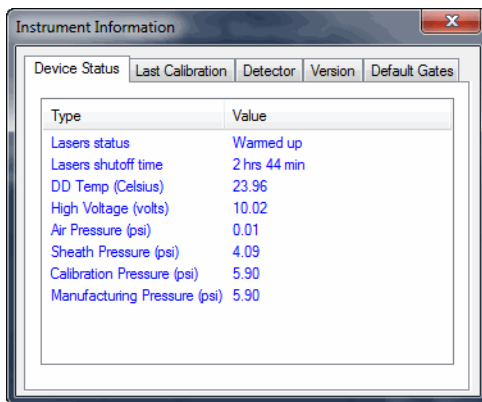 Instrument Information
Device Status Last Calibration Detector Version Default Gates
Type Value
Lasers status Warmed up
Lasers shutoff time 2 hrs 44 min
DD Temp (Celsius) 23.96
High Voltage (volts) 10.02
Air Pressure (psi) 0.01
Sheath Pressure (psi) 4.09
Calibration Pressure (psi) 5.90
Manufacturing Pressure (psi) 5.90